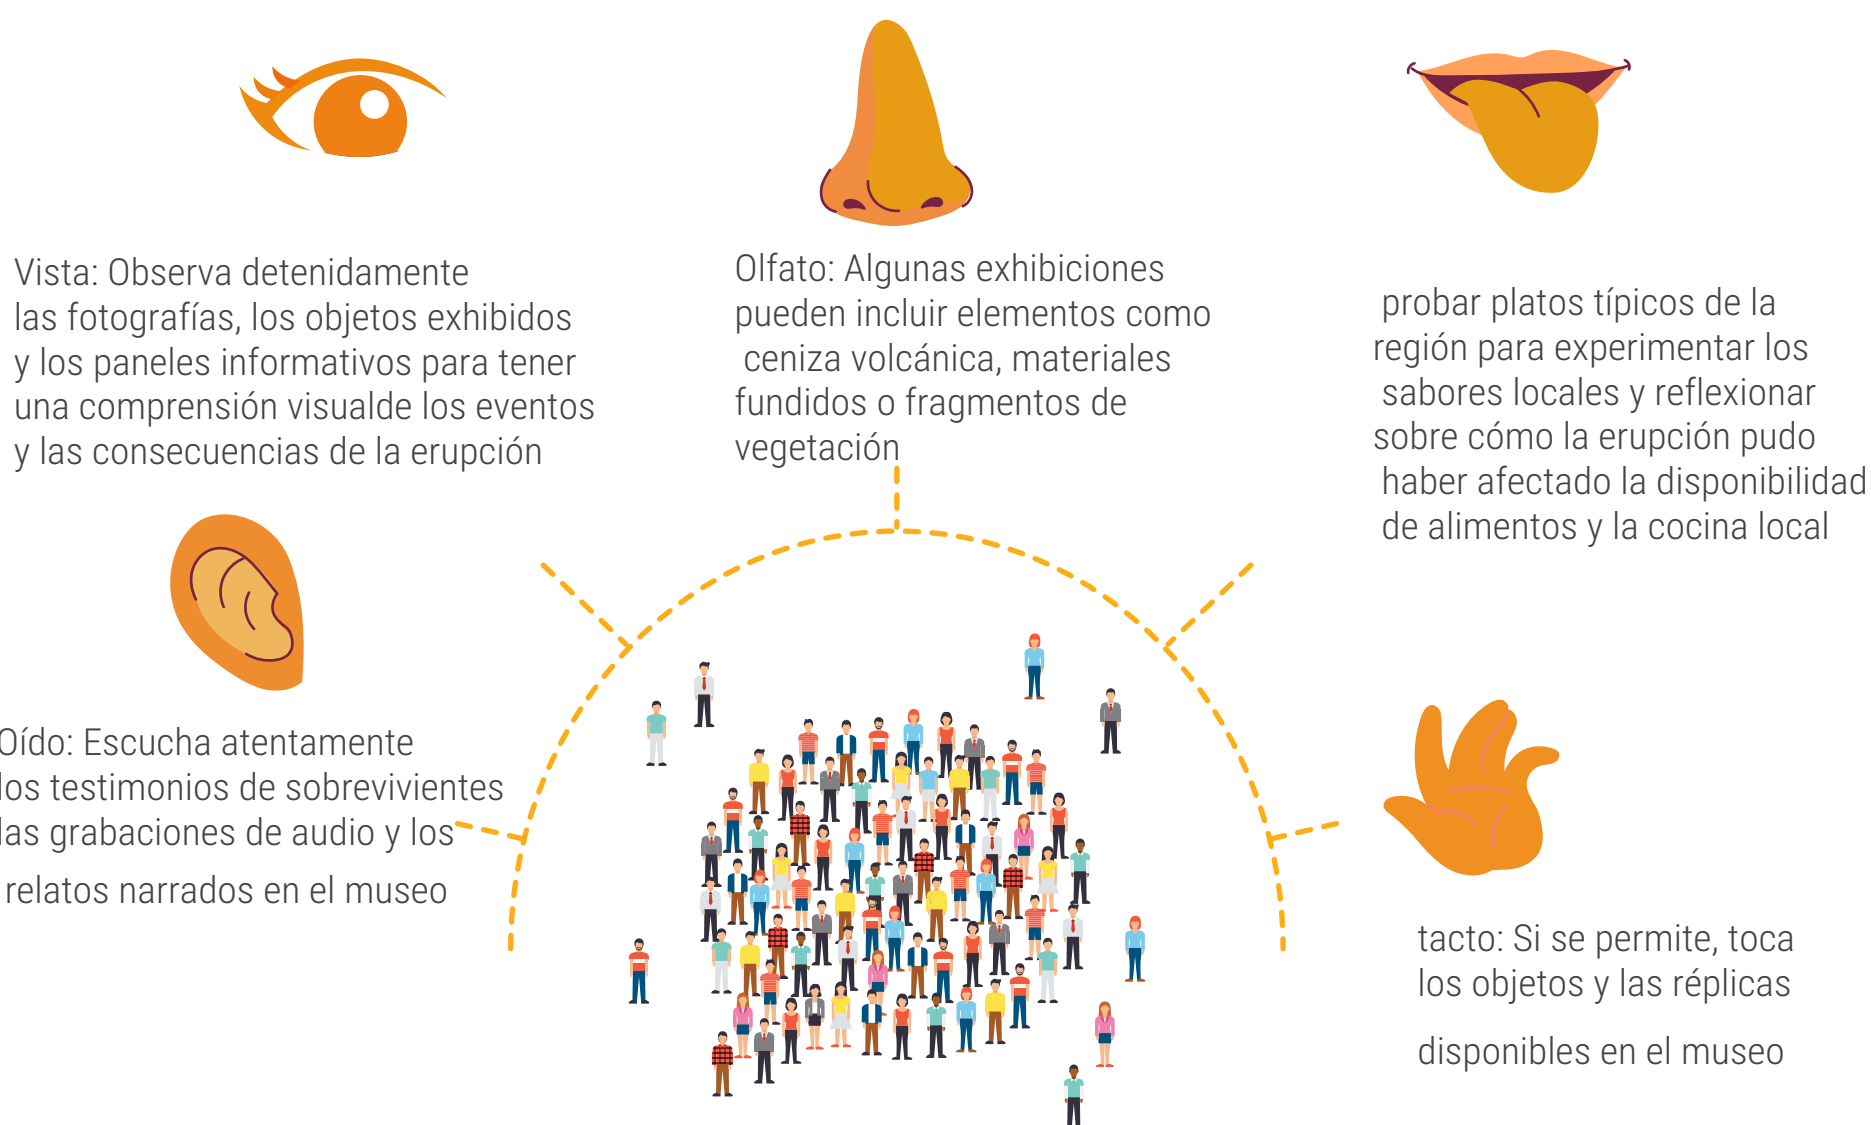 Vista: Observa detenidamente
las fotografías, los objetos exhibidos
y los paneles informativos para tener
una comprensión visualde los eventos
y las consecuencias de la erupción
Olfato: Algunas exhibiciones
pueden incluir elementos como
ceniza volcánica, materiales
fundidos o fragmentos de
vegetación
probar platos típicos de la
región para experimentar los
sabores locales y reflexionar
sobre cómo la erupción pudo
haber afectado la disponibilidad
de alimentos y la cocina local
Oído: Escucha atentamente
los testimonios de sobrevivientes
las grabaciones de audio y los
relatos narrados en el museo
tacto: Si se permite, toca
los objetos y las réplicas
disponibles en el museo